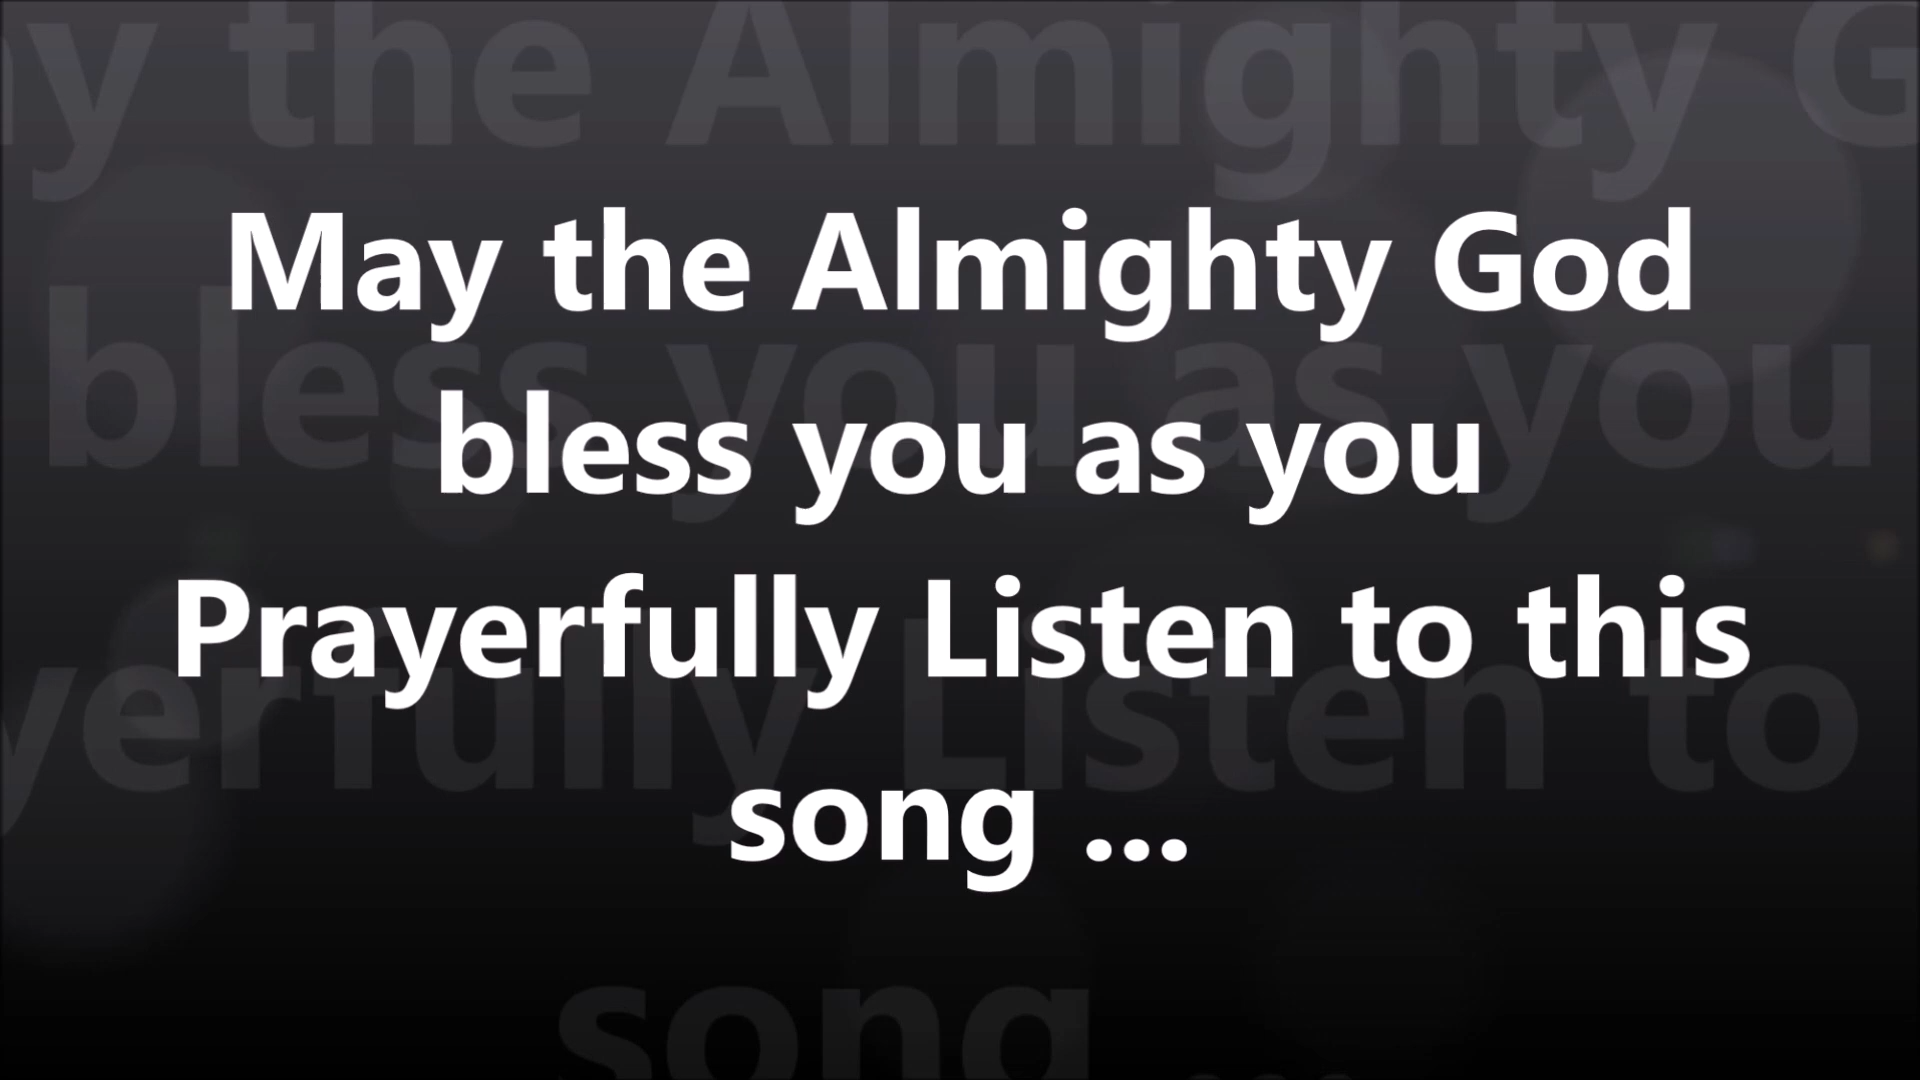 May the Almighty God
bless you as you
Prayerfully Listen to this
song ...